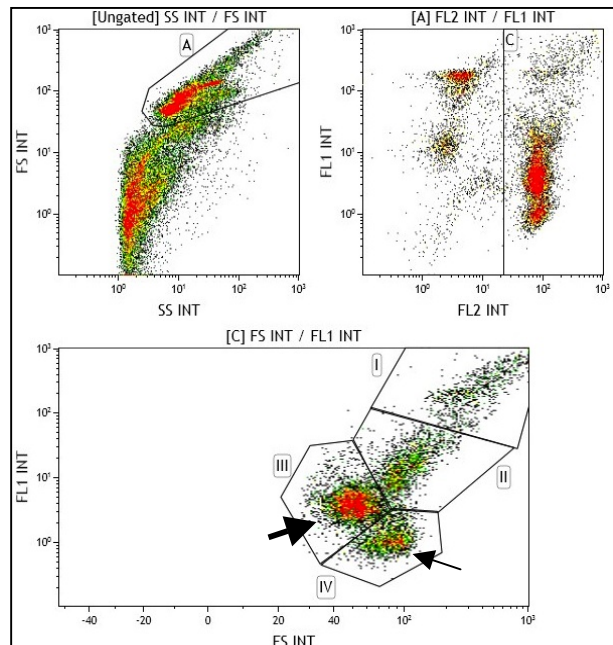 [Ungated] SS INT / FS INT
A
10³
10²
10¹
10⁰
FS INT
10⁰ 10¹ 10² 10³
SS INT
[A] FL2 INT / FL1 INT
C
10³
10²
10¹
10⁰
FL1 INT
10⁰ 10¹ 10² 10³
FL2 INT
[C] FS INT / FL1 INT
I
II
III
IV
10³
10²
10¹
10⁰
FL1 INT
-40 -20 0 20 40 10² 10³
FS INT